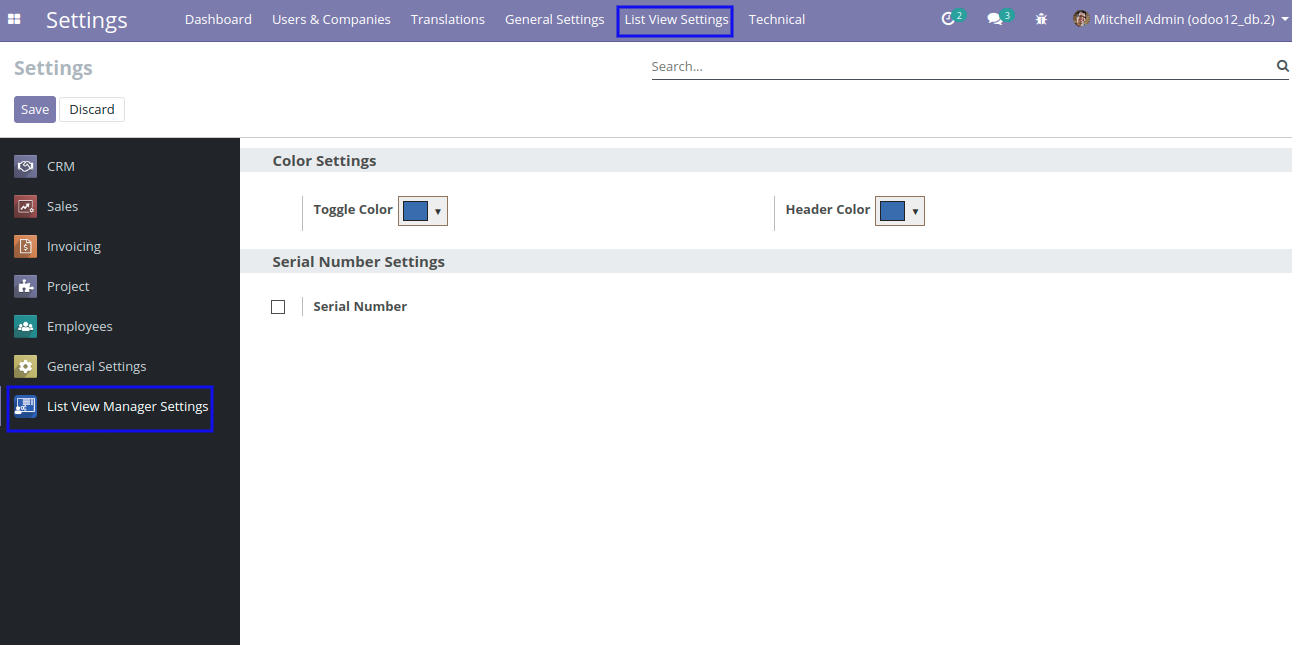 Settings Dashboard Users & Companies Translations General Settings List View Settings Technical 2 3 Mitchell Admin (odoo12_db.2)
Settings Search...
Save Discard
CRM
Sales
Invoicing
Project
Employees
General Settings
List View Manager Settings
Color Settings
Toggle Color Header Color
Serial Number Settings
Serial Number